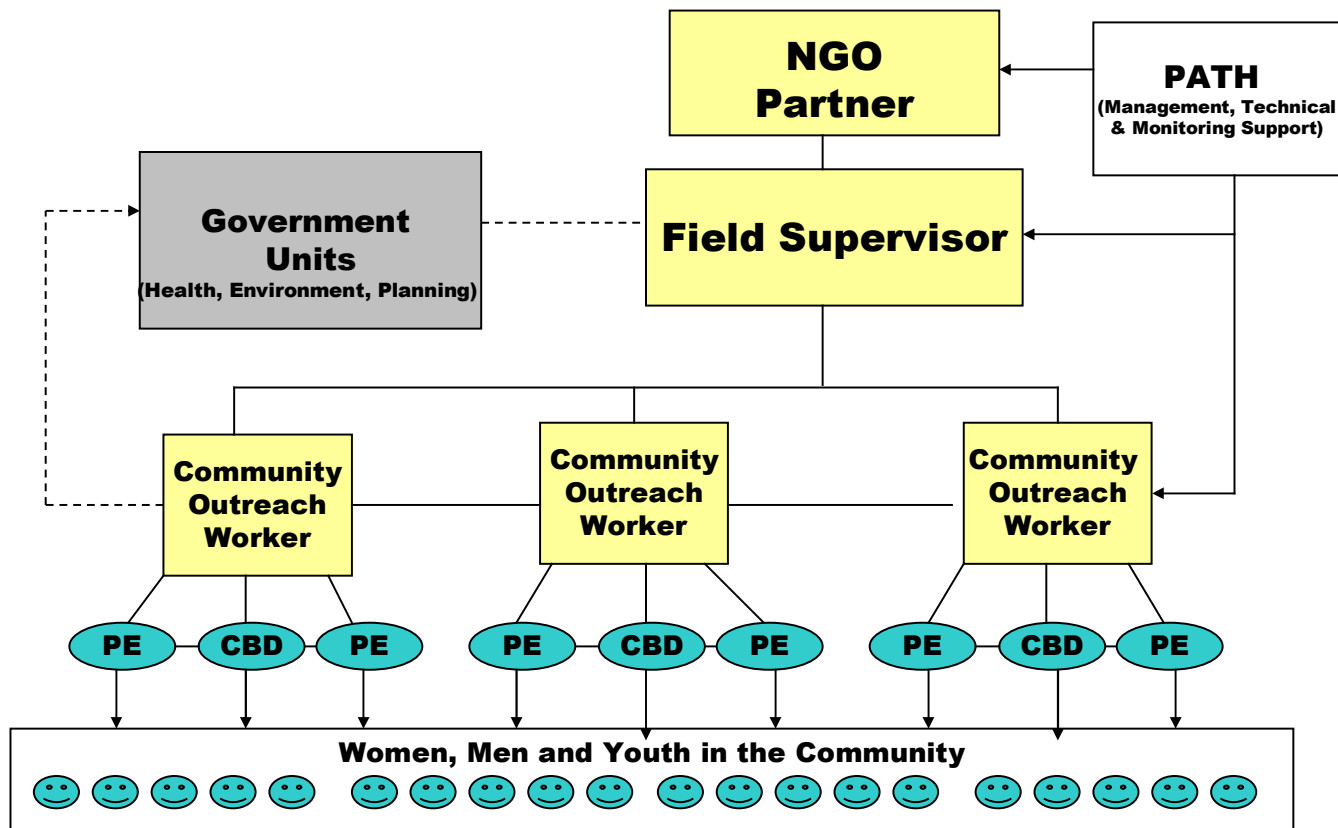 NGO
Partner
PATH
(Management, Technical
& Monitoring Support)
Government
Units
(Health, Environment, Planning)
Field Supervisor
Community
Outreach
Worker
Community
Outreach
Worker
Community
Outreach
Worker
PE
CBD
PE
PE
CBD
PE
PE
CBD
PE
Women, Men and Youth in the Community